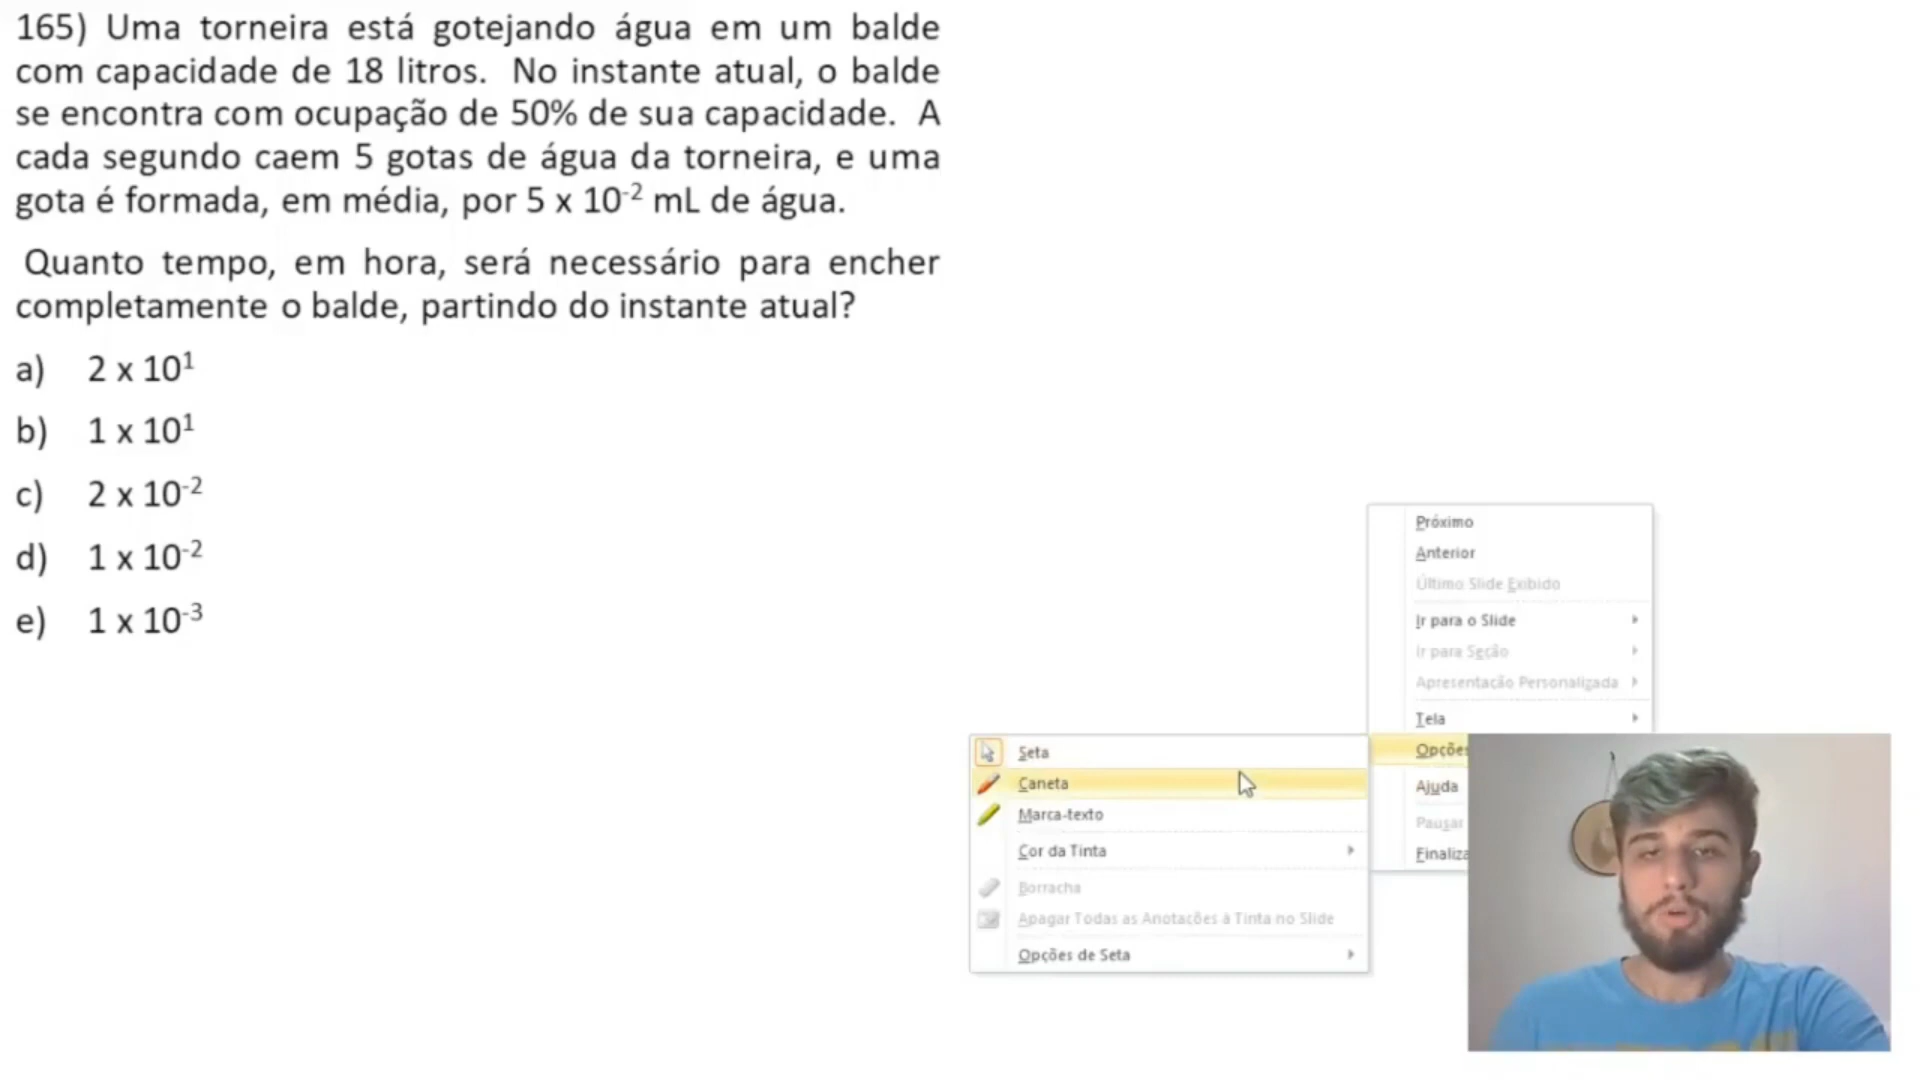 165) Uma torneira está gotejando água em um balde
com capacidade de 18 litros. No instante atual, o balde
se encontra com ocupação de 50% de sua capacidade. A
cada segundo caem 5 gotas de água da torneira, e uma
gota é formada, em média, por 5 x 10⁻² mL de água.
Quanto tempo, em hora, será necessário para encher
completamente o balde, partindo do instante atual?
a) 2 x 10¹
b) 1 x 10¹
c) 2 x 10⁻²
d) 1 x 10⁻²
e) 1 x 10⁻³
Próximo
Anterior
Último Slide Exibido
Ir para o Slide
Ir para Seção
Apresentação Personalizada
Tela
Opções
Ajuda
Pausar
Finaliza
Seta
Caneta
Marca-texto
Cor da Tinta
Borracha
Apagar Todas as Anotações à Tinta no Slide
Opções de Seta